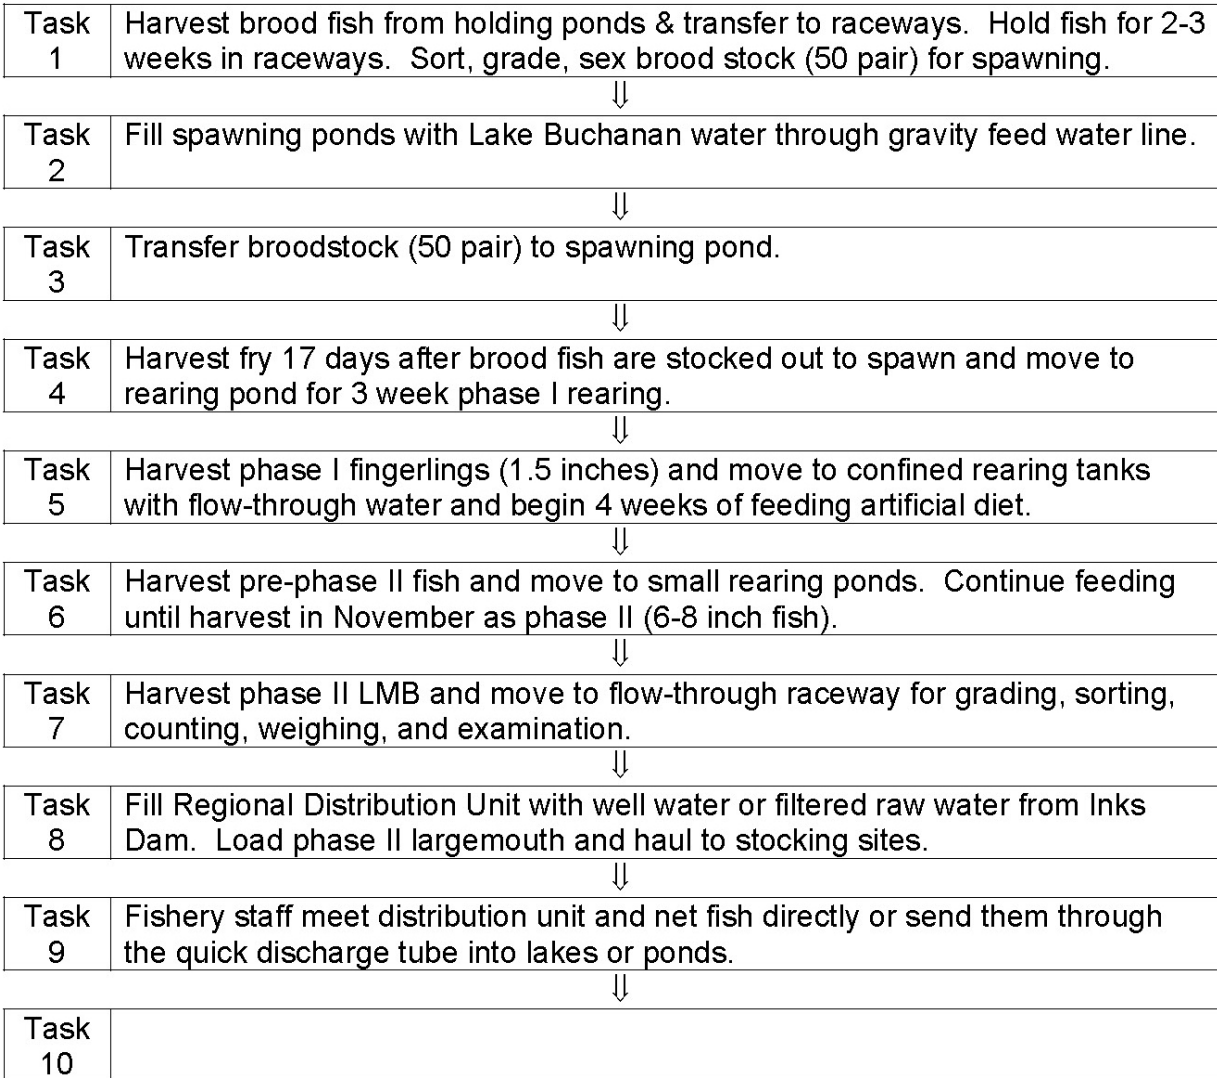 Task
1
Harvest brood fish from holding ponds & transfer to raceways.  Hold fish for 2-3
weeks in raceways.  Sort, grade, sex brood stock (50 pair) for spawning.
⇓
Task
2
Fill spawning ponds with Lake Buchanan water through gravity feed water line.
⇓
Task
3
Transfer broodstock (50 pair) to spawning pond.
⇓
Task
4
Harvest fry 17 days after brood fish are stocked out to spawn and move to
rearing pond for 3 week phase I rearing.
⇓
Task
5
Harvest phase I fingerlings (1.5 inches) and move to confined rearing tanks
with flow-through water and begin 4 weeks of feeding artificial diet.
⇓
Task
6
Harvest pre-phase II fish and move to small rearing ponds.  Continue feeding
until harvest in November as phase II (6-8 inch fish).
⇓
Task
7
Harvest phase II LMB and move to flow-through raceway for grading, sorting,
counting, weighing, and examination.
⇓
Task
8
Fill Regional Distribution Unit with well water or filtered raw water from Inks
Dam.  Load phase II largemouth and haul to stocking sites.
⇓
Task
9
Fishery staff meet distribution unit and net fish directly or send them through
the quick discharge tube into lakes or ponds.
⇓
Task
10